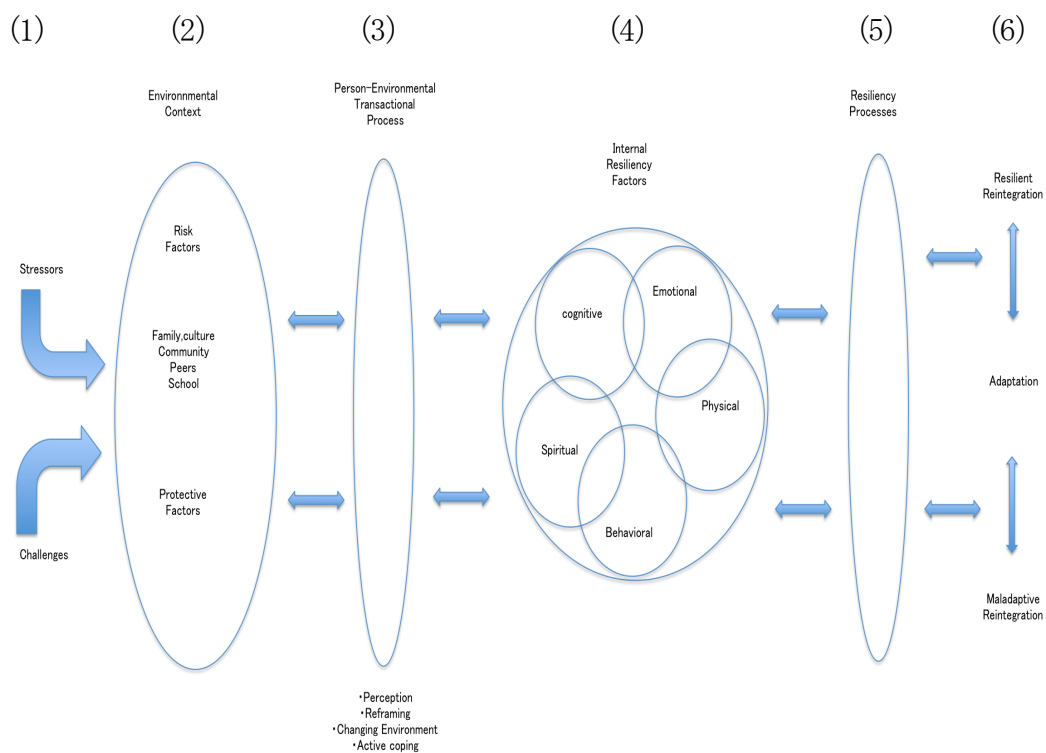 (1)
(2)
(3)
(4)
(5)
(6)
Environnmental
Context
Person-Environmental
Transactional
Process
Internal
Resiliency
Factors
Resiliency
Processes
Resilient
Reintegration
Risk
Factors
Stressors
Family,culture
Community
Peers
School
Protective
Factors
Challenges
cognitive
Emotional
Physical
Spiritual
Behavioral
Adaptation
Maladaptive
Reintegration
・Perception
・Reframing
・Changing Environment
・Active coping